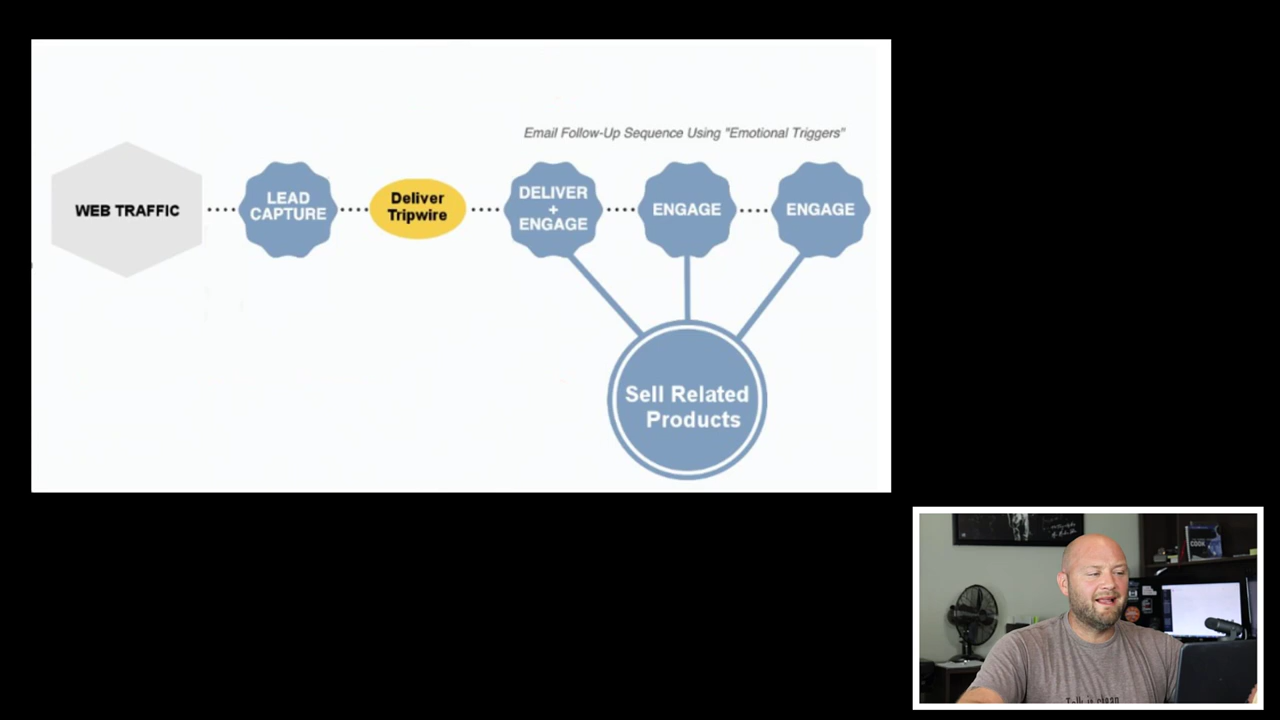 Email Follow-Up Sequence Using "Emotional Triggers"
WEB TRAFFIC
LEAD
CAPTURE
Deliver
Tripwire
DELIVER
+
ENGAGE
ENGAGE
ENGAGE
Sell Related
Products
COOK